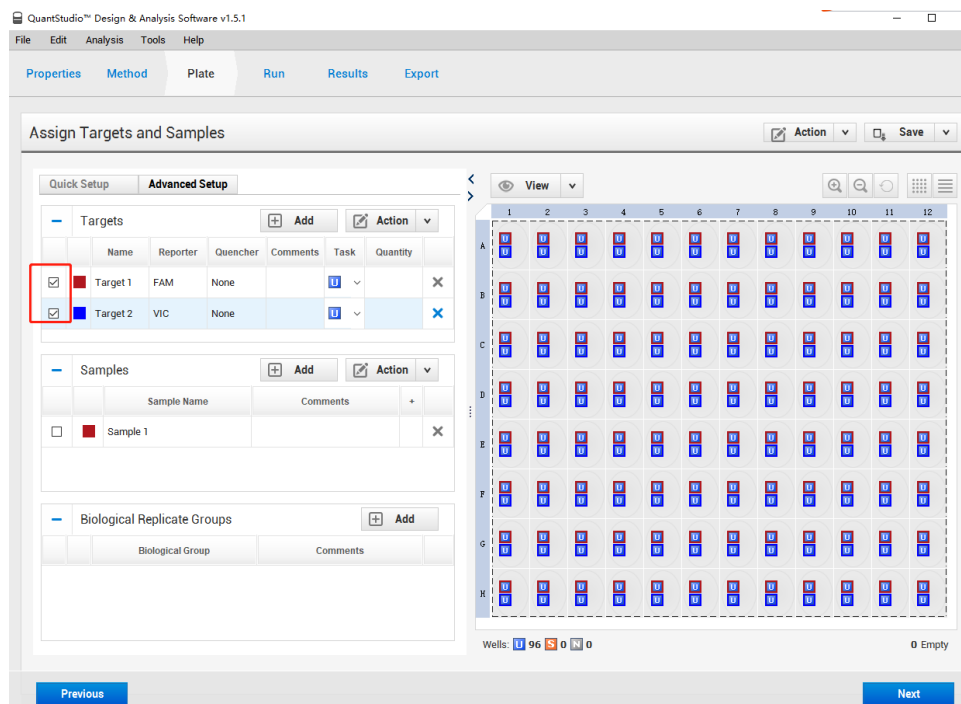 QuantStudio™ Design & Analysis Software v1.5.1
File Edit Analysis Tools Help
Properties Method Plate Run Results Export
Assign Targets and Samples
Action Save
Quick Setup Advanced Setup
View
Targets
Add Action
Name Reporter Quencher Comments Task Quantity
Target 1 FAM None U
Target 2 VIC None U
Samples
Add Action
Sample Name Comments +
Sample 1
Biological Replicate Groups
Add
Biological Group Comments
1 2 3 4 5 6 7 8 9 10 11 12
A U U U U U U U U U U U U
U U U U U U U U U U U U
B U U U U U U U U U U U U
U U U U U U U U U U U U
C U U U U U U U U U U U U
U U U U U U U U U U U U
D U U U U U U U U U U U U
U U U U U U U U U U U U
E U U U U U U U U U U U U
U U U U U U U U U U U U
F U U U U U U U U U U U U
U U U U U U U U U U U U
G U U U U U U U U U U U U
U U U U U U U U U U U U
H U U U U U U U U U U U U
U U U U U U U U U U U U
Wells: U 96 S 0 N 0 0 Empty
Previous Next